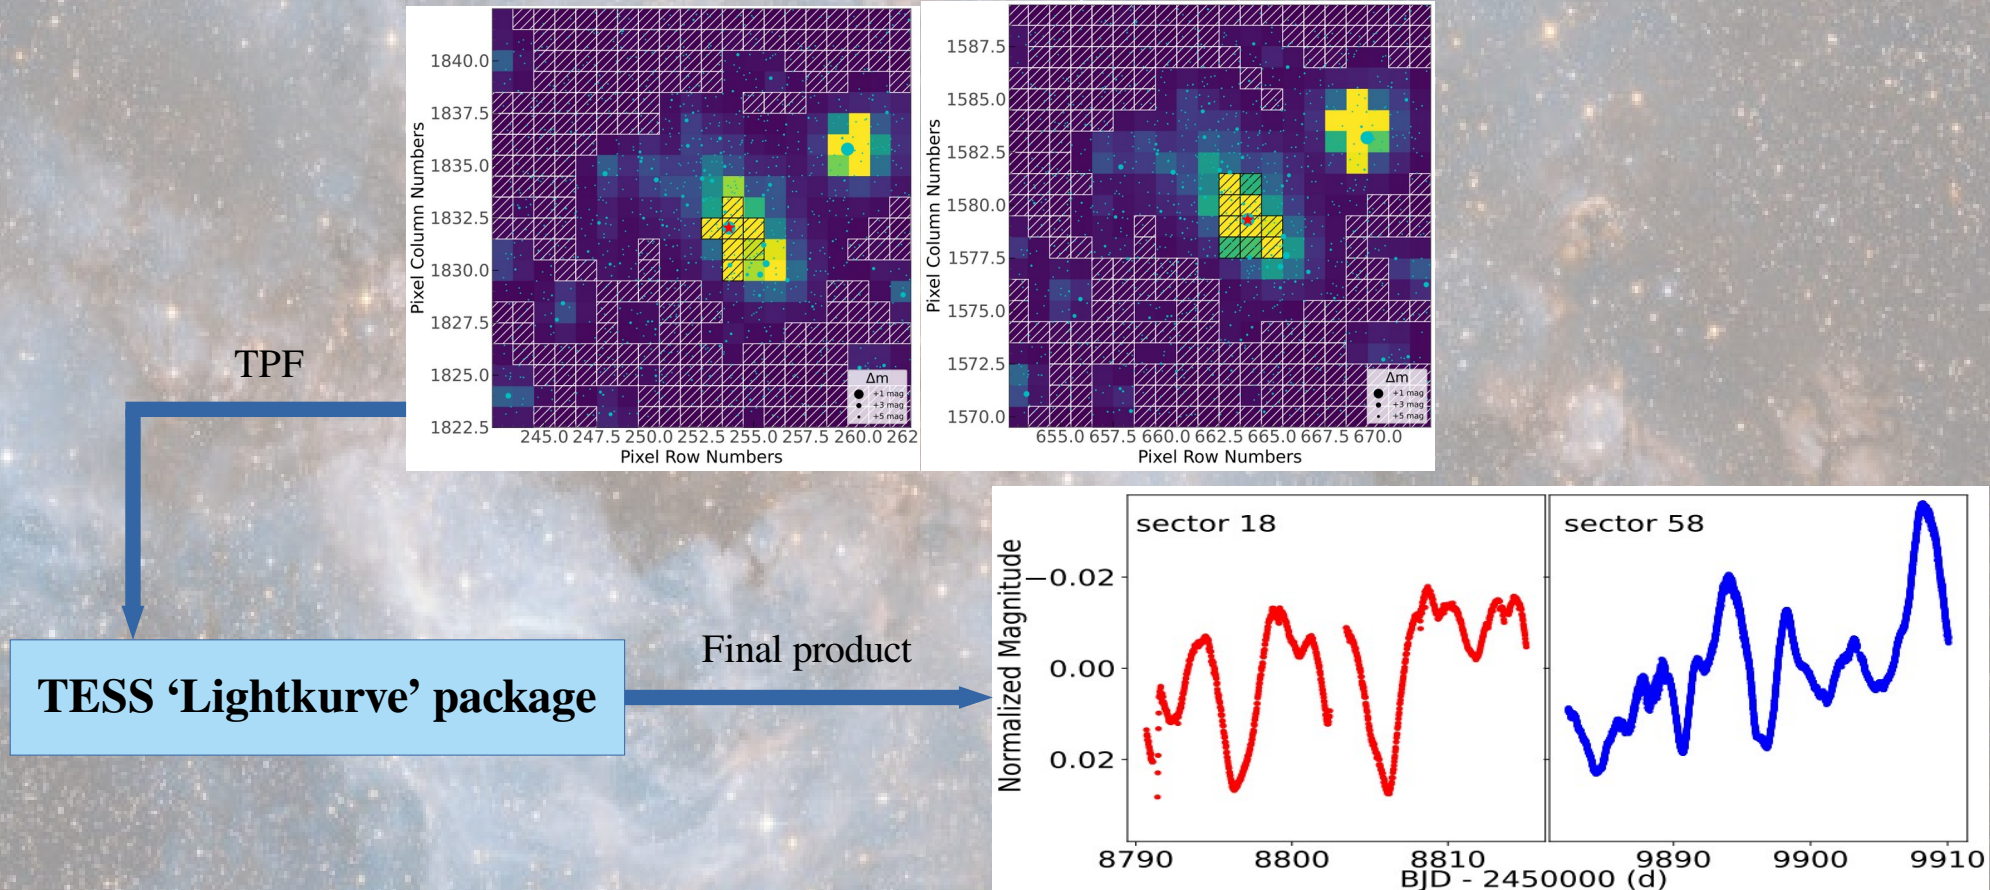 1840.0
1837.5
1835.0
1832.5
1830.0
1827.5
1825.0
1822.5
Pixel Column Numbers
245.0 247.5 250.0 252.5 255.0 257.5 260.0 262
Pixel Row Numbers
Δm
+1 mag
+3 mag
+5 mag
1587.5
1585.0
1582.5
1580.0
1577.5
1575.0
1572.5
1570.0
Pixel Column Numbers
655.0 657.5 660.0 662.5 665.0 667.5 670.0
Pixel Row Numbers
Δm
+1 mag
+3 mag
+5 mag
TPF
TESS ‘Lightkurve’ package
Final product
Normalized Magnitude
−0.02
0.00
0.02
sector 18
sector 58
8790 8800 8810 9890 9900 9910
BJD - 2450000 (d)